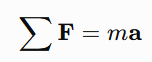 ∑ F = ma